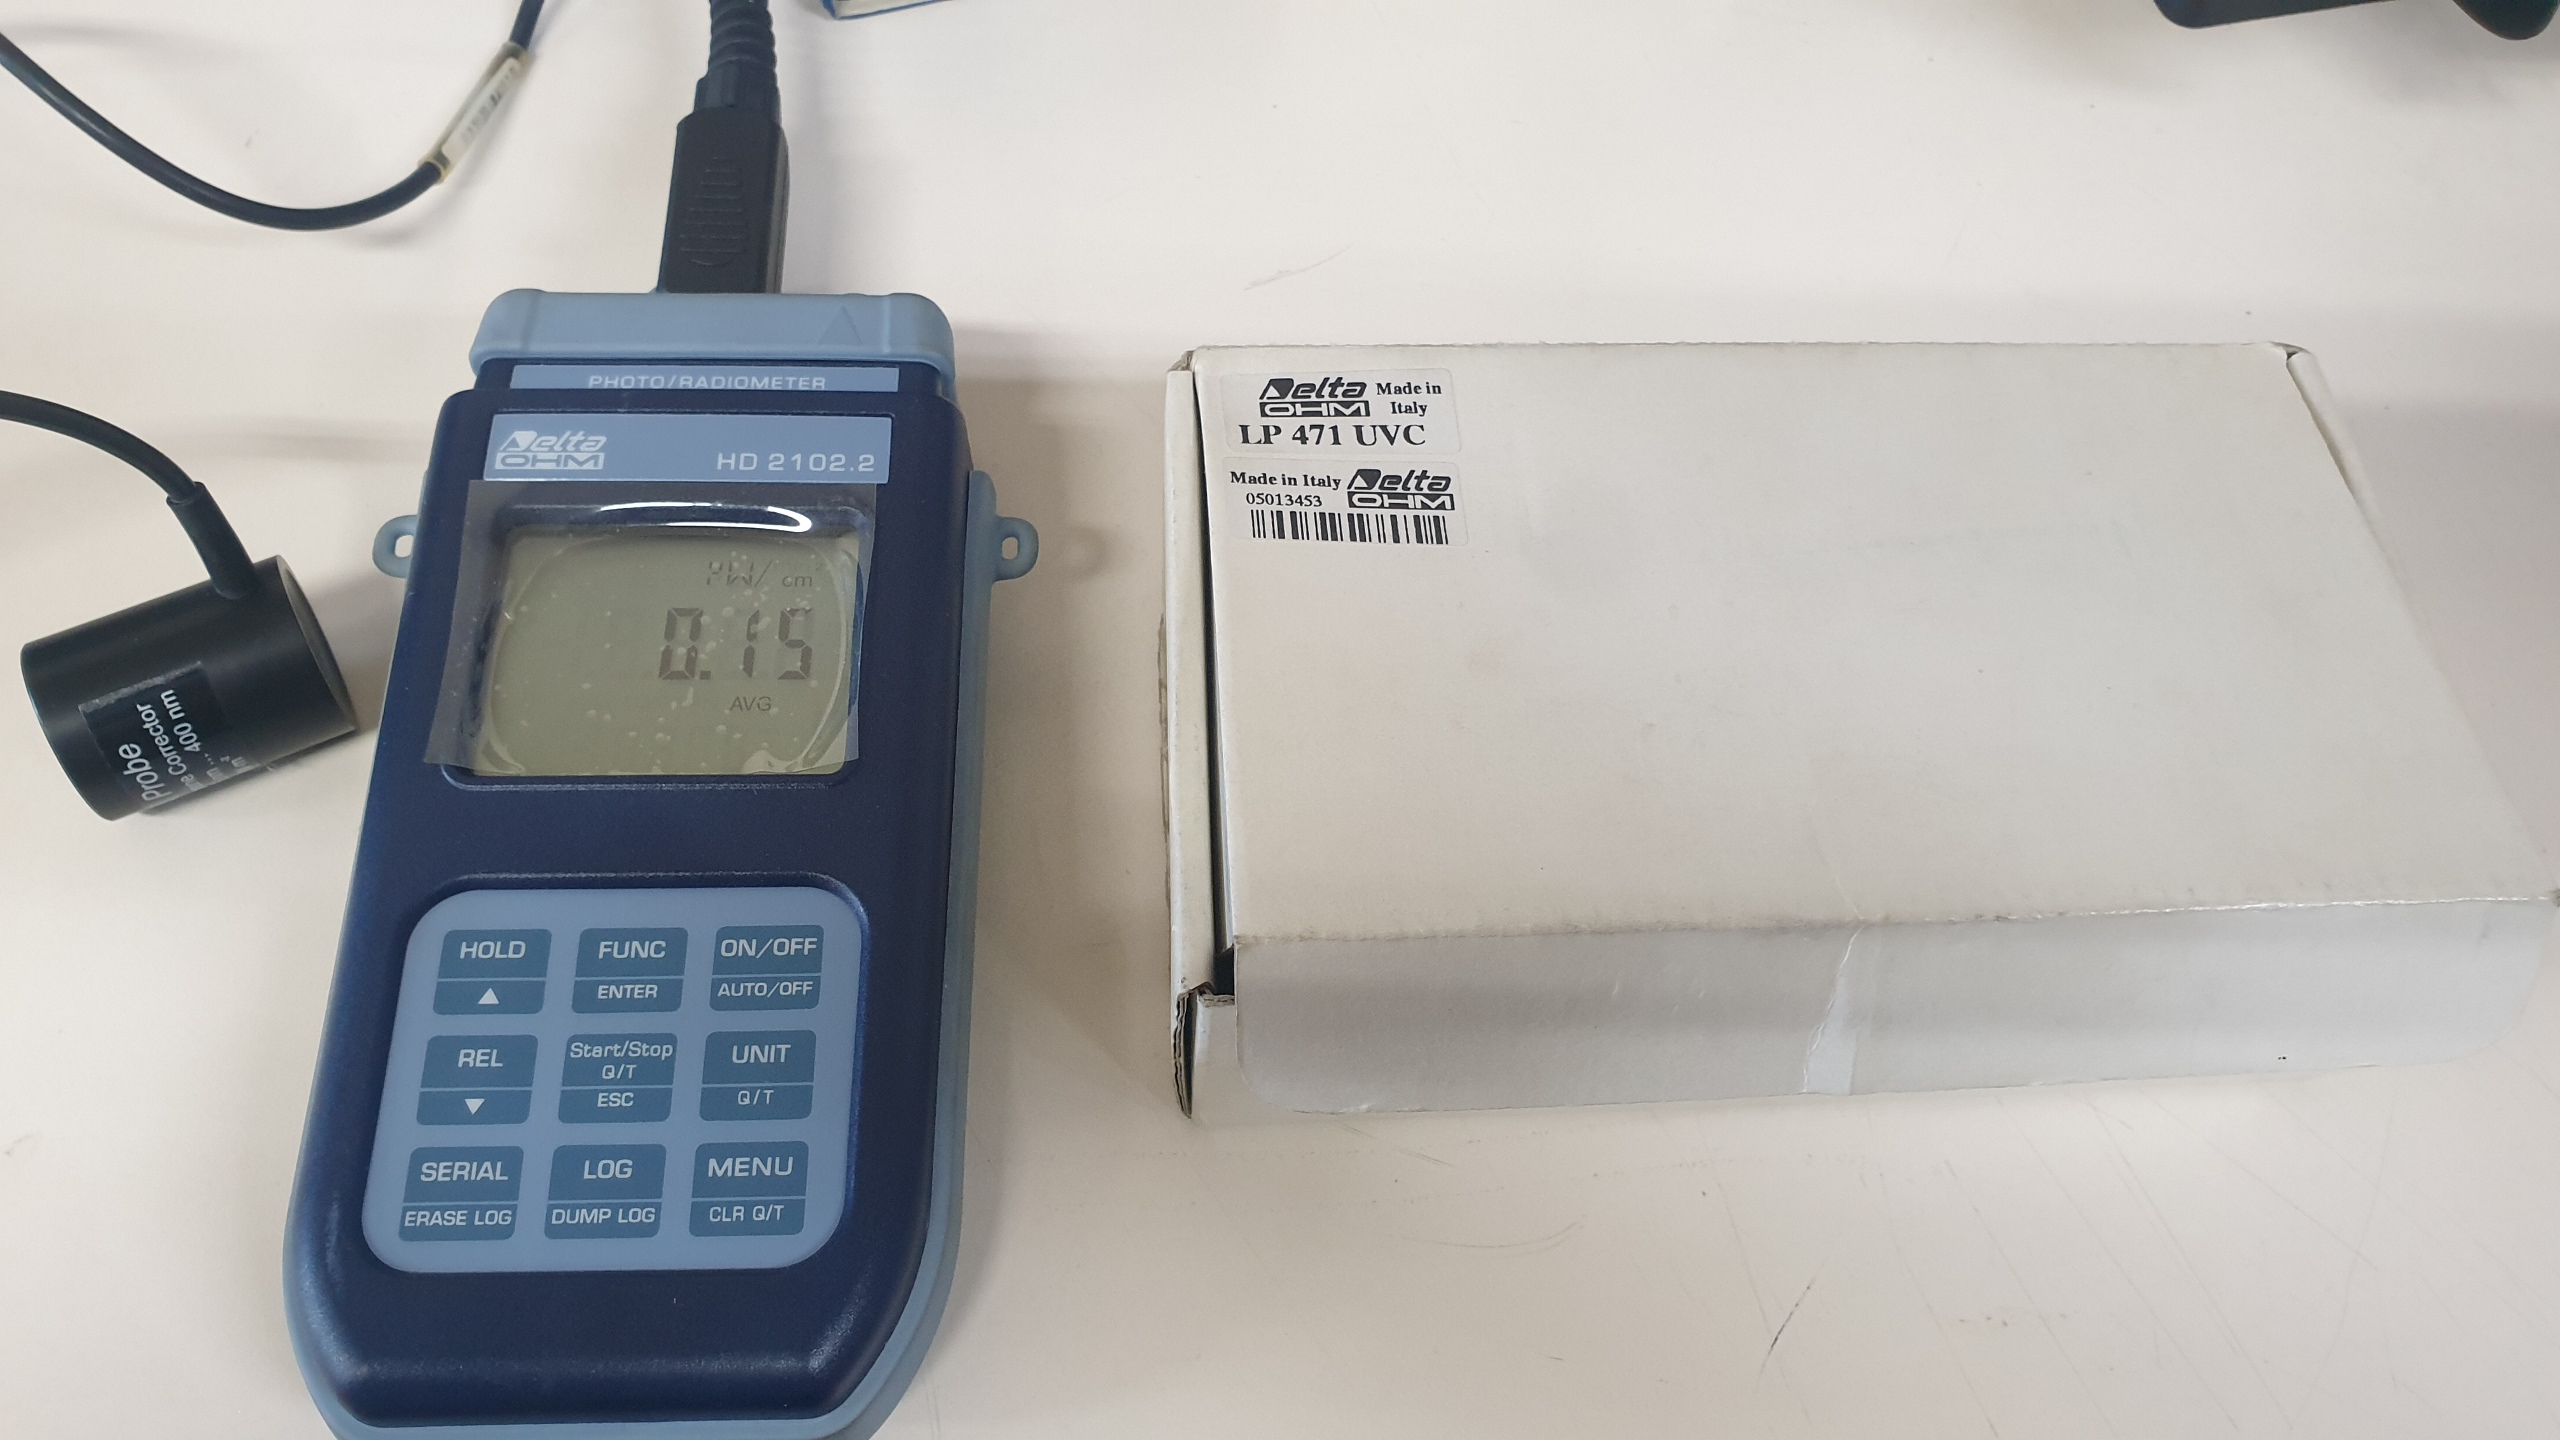 PHOTO/RADIOMETER
Delta
OHM
HD 2102.2
µW/cm²
0.15
AVG
HOLD
FUNC
ENTER
ON/OFF
AUTO/OFF
REL
Start/Stop
Q/T
ESC
UNIT
Q/T
SERIAL
ERASE LOG
LOG
DUMP LOG
MENU
CLR Q/T
Probe
Corrector
400 nm
Delta
OHM
Made in
Italy
LP 471 UVC
Made in Italy
05013453
Delta
OHM